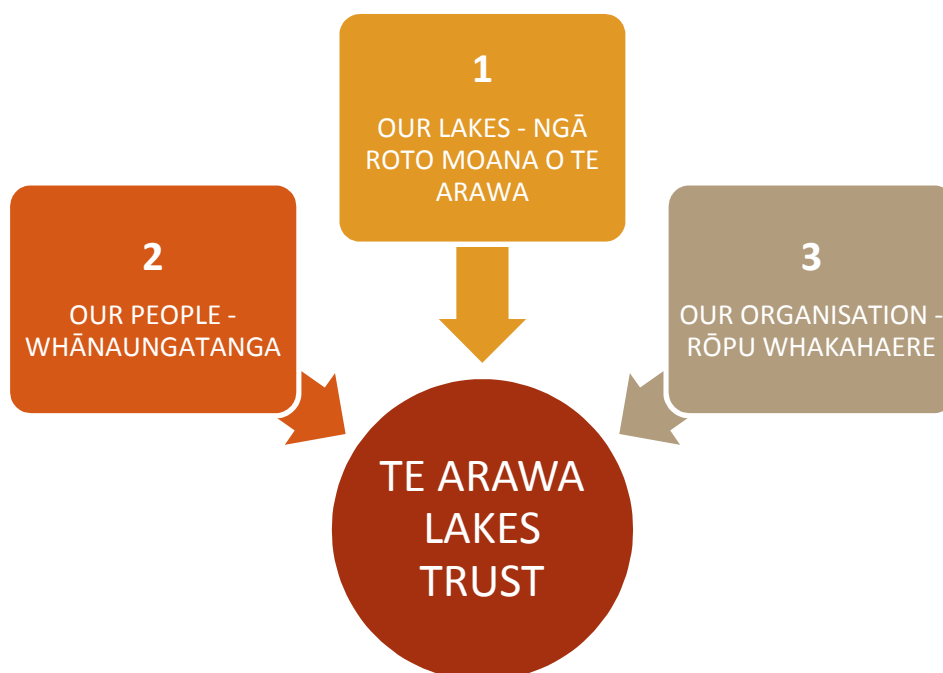 1
OUR LAKES - NGĀ
ROTO MOANA O TE
ARAWA
2
OUR PEOPLE -
WHĀNAUNGATANGA
3
OUR ORGANISATION -
RŌPU WHAKAHAERE
TE ARAWA
LAKES
TRUST